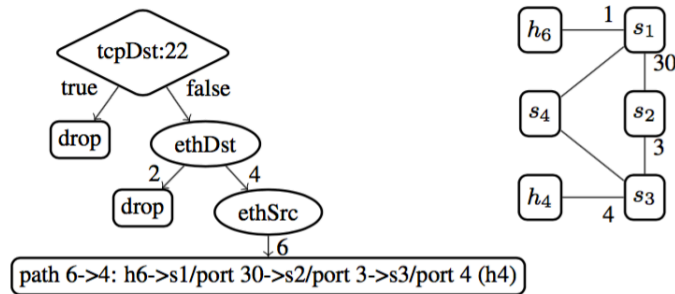 tcpDst:22
true
false
drop
ethDst
2
4
drop
ethSrc
6
path 6->4: h6->s1/port 30->s2/port 3->s3/port 4 (h4)
h6
1
s1
30
s4
s2
3
h4
4
s3